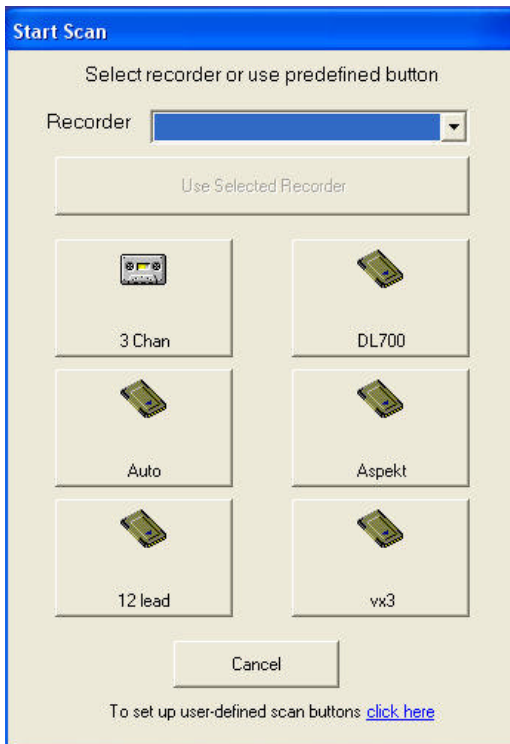 Start Scan
Select recorder or use predefined button
Recorder
Use Selected Recorder
3 Chan
DL700
Auto
Aspekt
12 lead
vx3
Cancel
To set up user-defined scan buttons click here